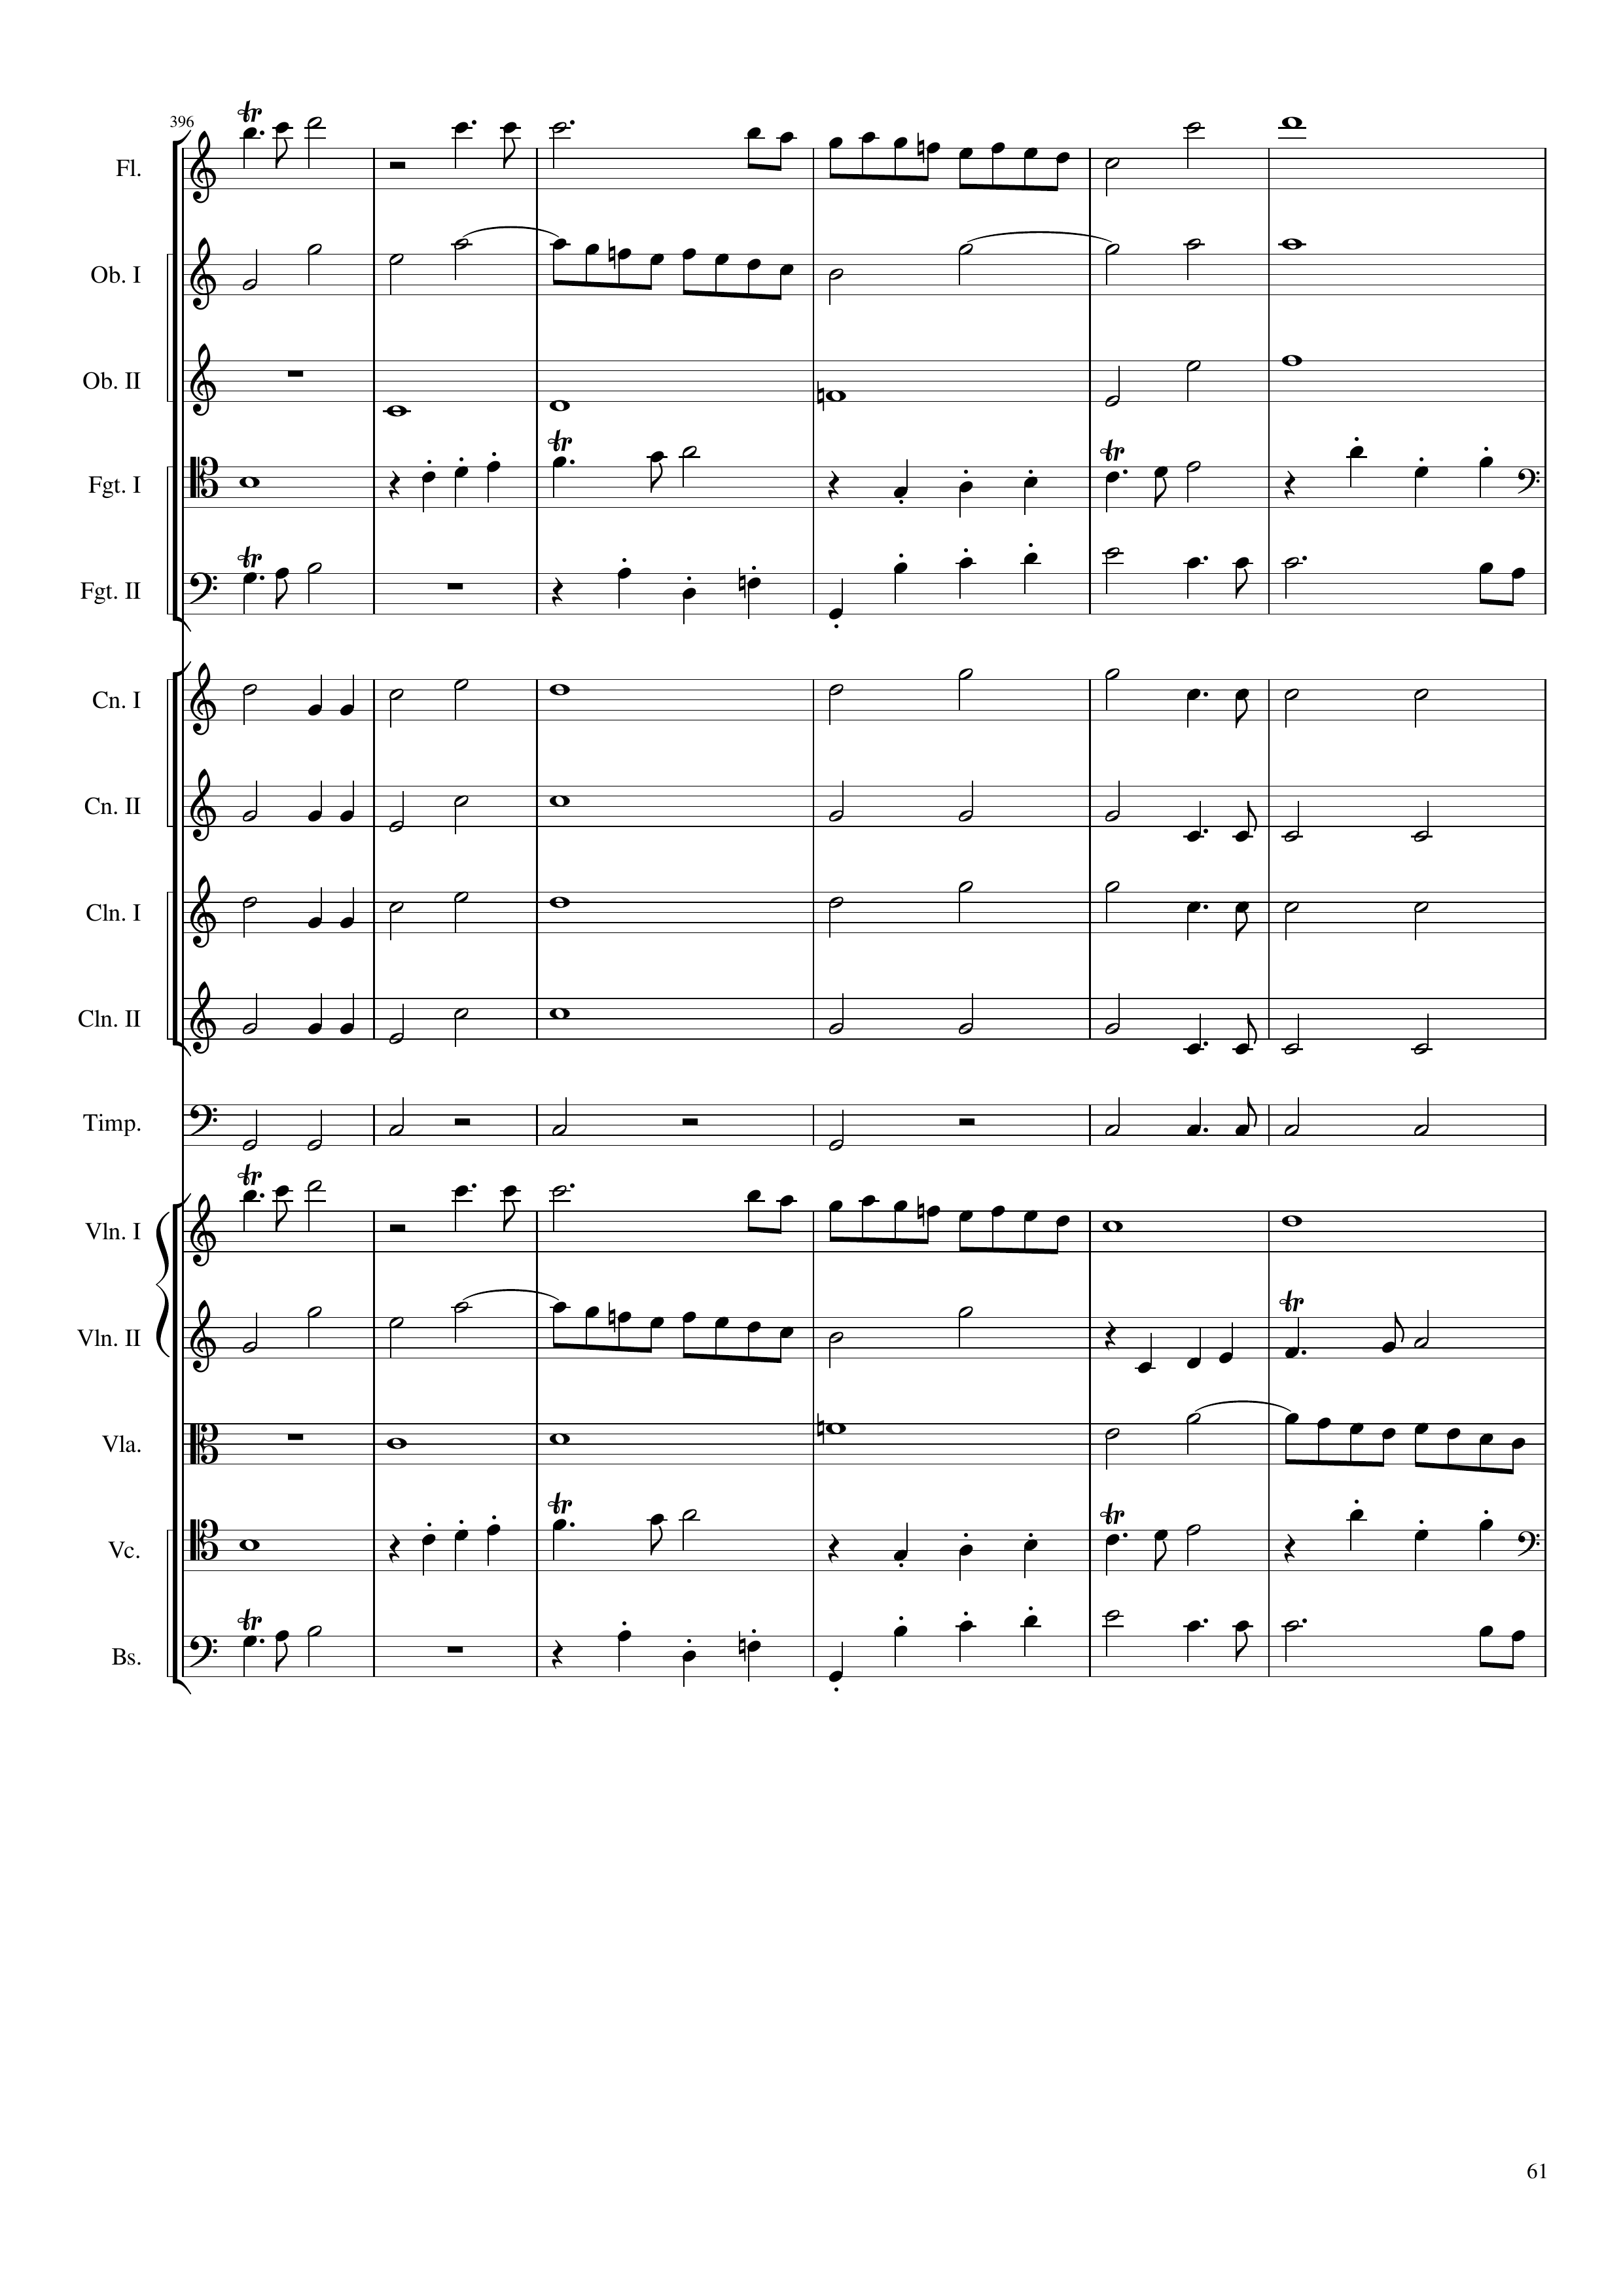 396
Fl.
Ob. I
Ob. II
Fgt. I
Fgt. II
Cn. I
Cn. II
Cln. I
Cln. II
Timp.
Vln. I
Vln. II
Vla.
Vc.
Bs.
61